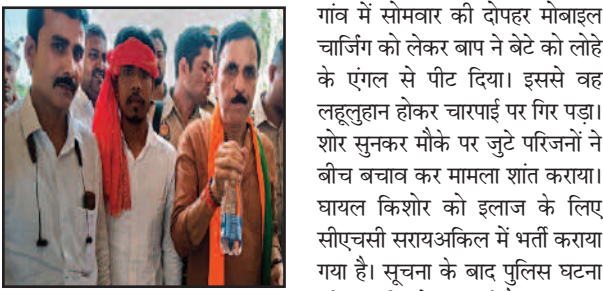 गांव में सोमवार की दोपहर मोबाइल
चार्जिंग को लेकर बाप ने बेटे को लोहे
के एंगल से पीट दिया। इससे वह
लहूलुहान होकर चारपाई पर गिर पड़ा।
शोर सुनकर मौके पर जुटे परिजनों ने
बीच बचाव कर मामला शांत कराया।
घायल किशोर को इलाज के लिए
सीएचसी सरायअकिल में भर्ती कराया
गया है। सूचना के बाद पुलिस घटना